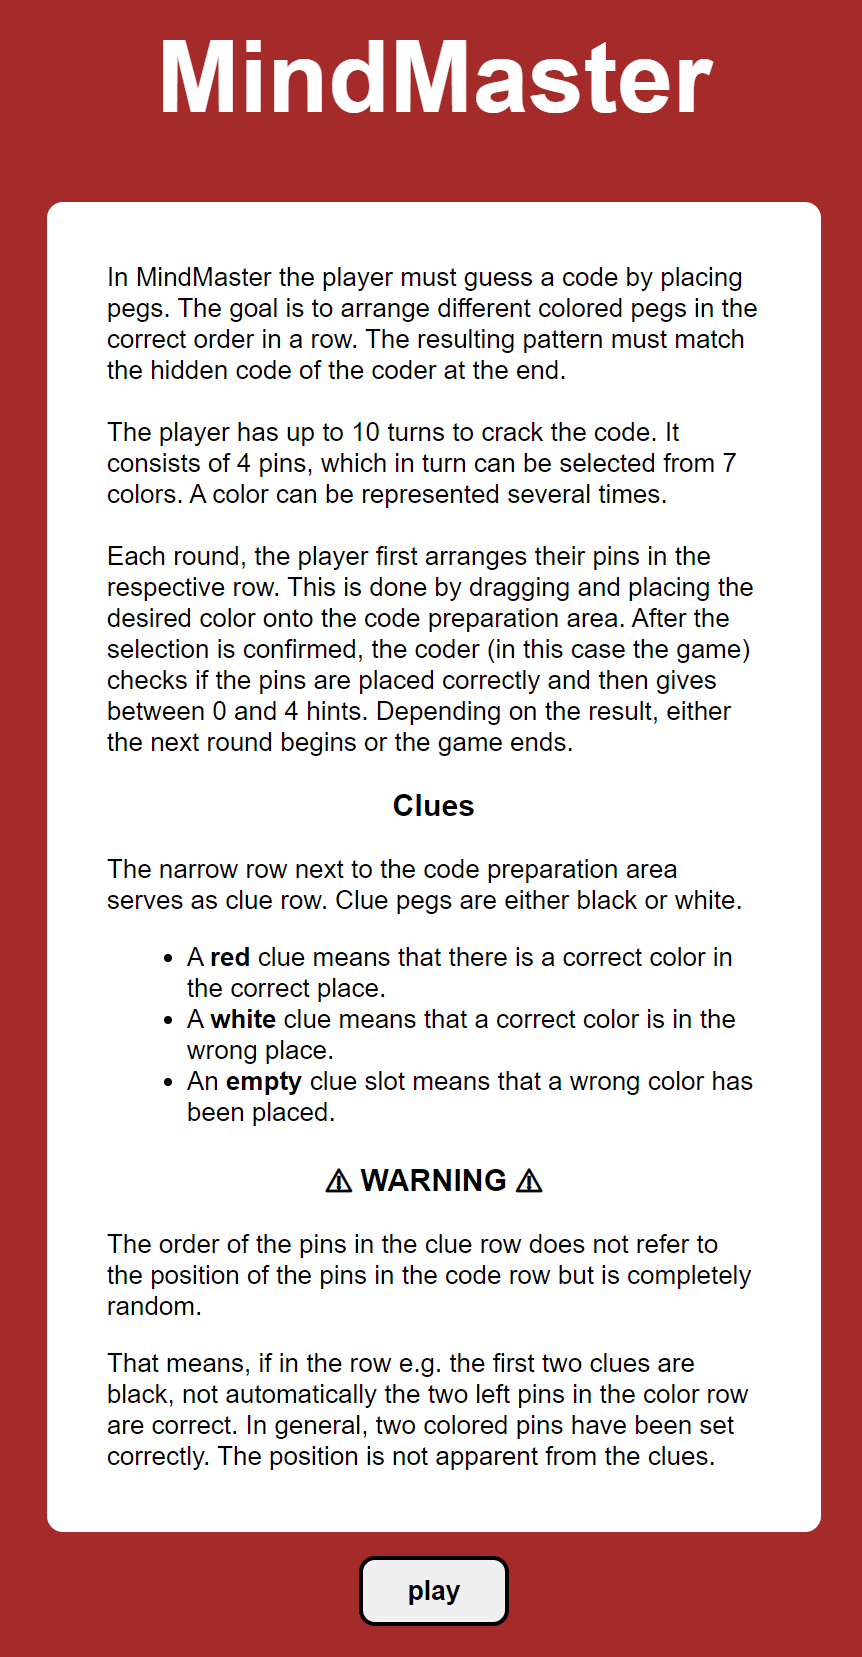 MindMaster
In MindMaster the player must guess a code by placing
pegs. The goal is to arrange different colored pegs in the
correct order in a row. The resulting pattern must match
the hidden code of the coder at the end.
The player has up to 10 turns to crack the code. It
consists of 4 pins, which in turn can be selected from 7
colors. A color can be represented several times.
Each round, the player first arranges their pins in the
respective row. This is done by dragging and placing the
desired color onto the code preparation area. After the
selection is confirmed, the coder (in this case the game)
checks if the pins are placed correctly and then gives
between 0 and 4 hints. Depending on the result, either
the next round begins or the game ends.
Clues
The narrow row next to the code preparation area
serves as clue row. Clue pegs are either black or white.
• A red clue means that there is a correct color in
the correct place.
• A white clue means that a correct color is in the
wrong place.
• An empty clue slot means that a wrong color has
been placed.
⚠ WARNING ⚠
The order of the pins in the clue row does not refer to
the position of the pins in the code row but is completely
random.
That means, if in the row e.g. the first two clues are
black, not automatically the two left pins in the color row
are correct. In general, two colored pins have been set
correctly. The position is not apparent from the clues.
play